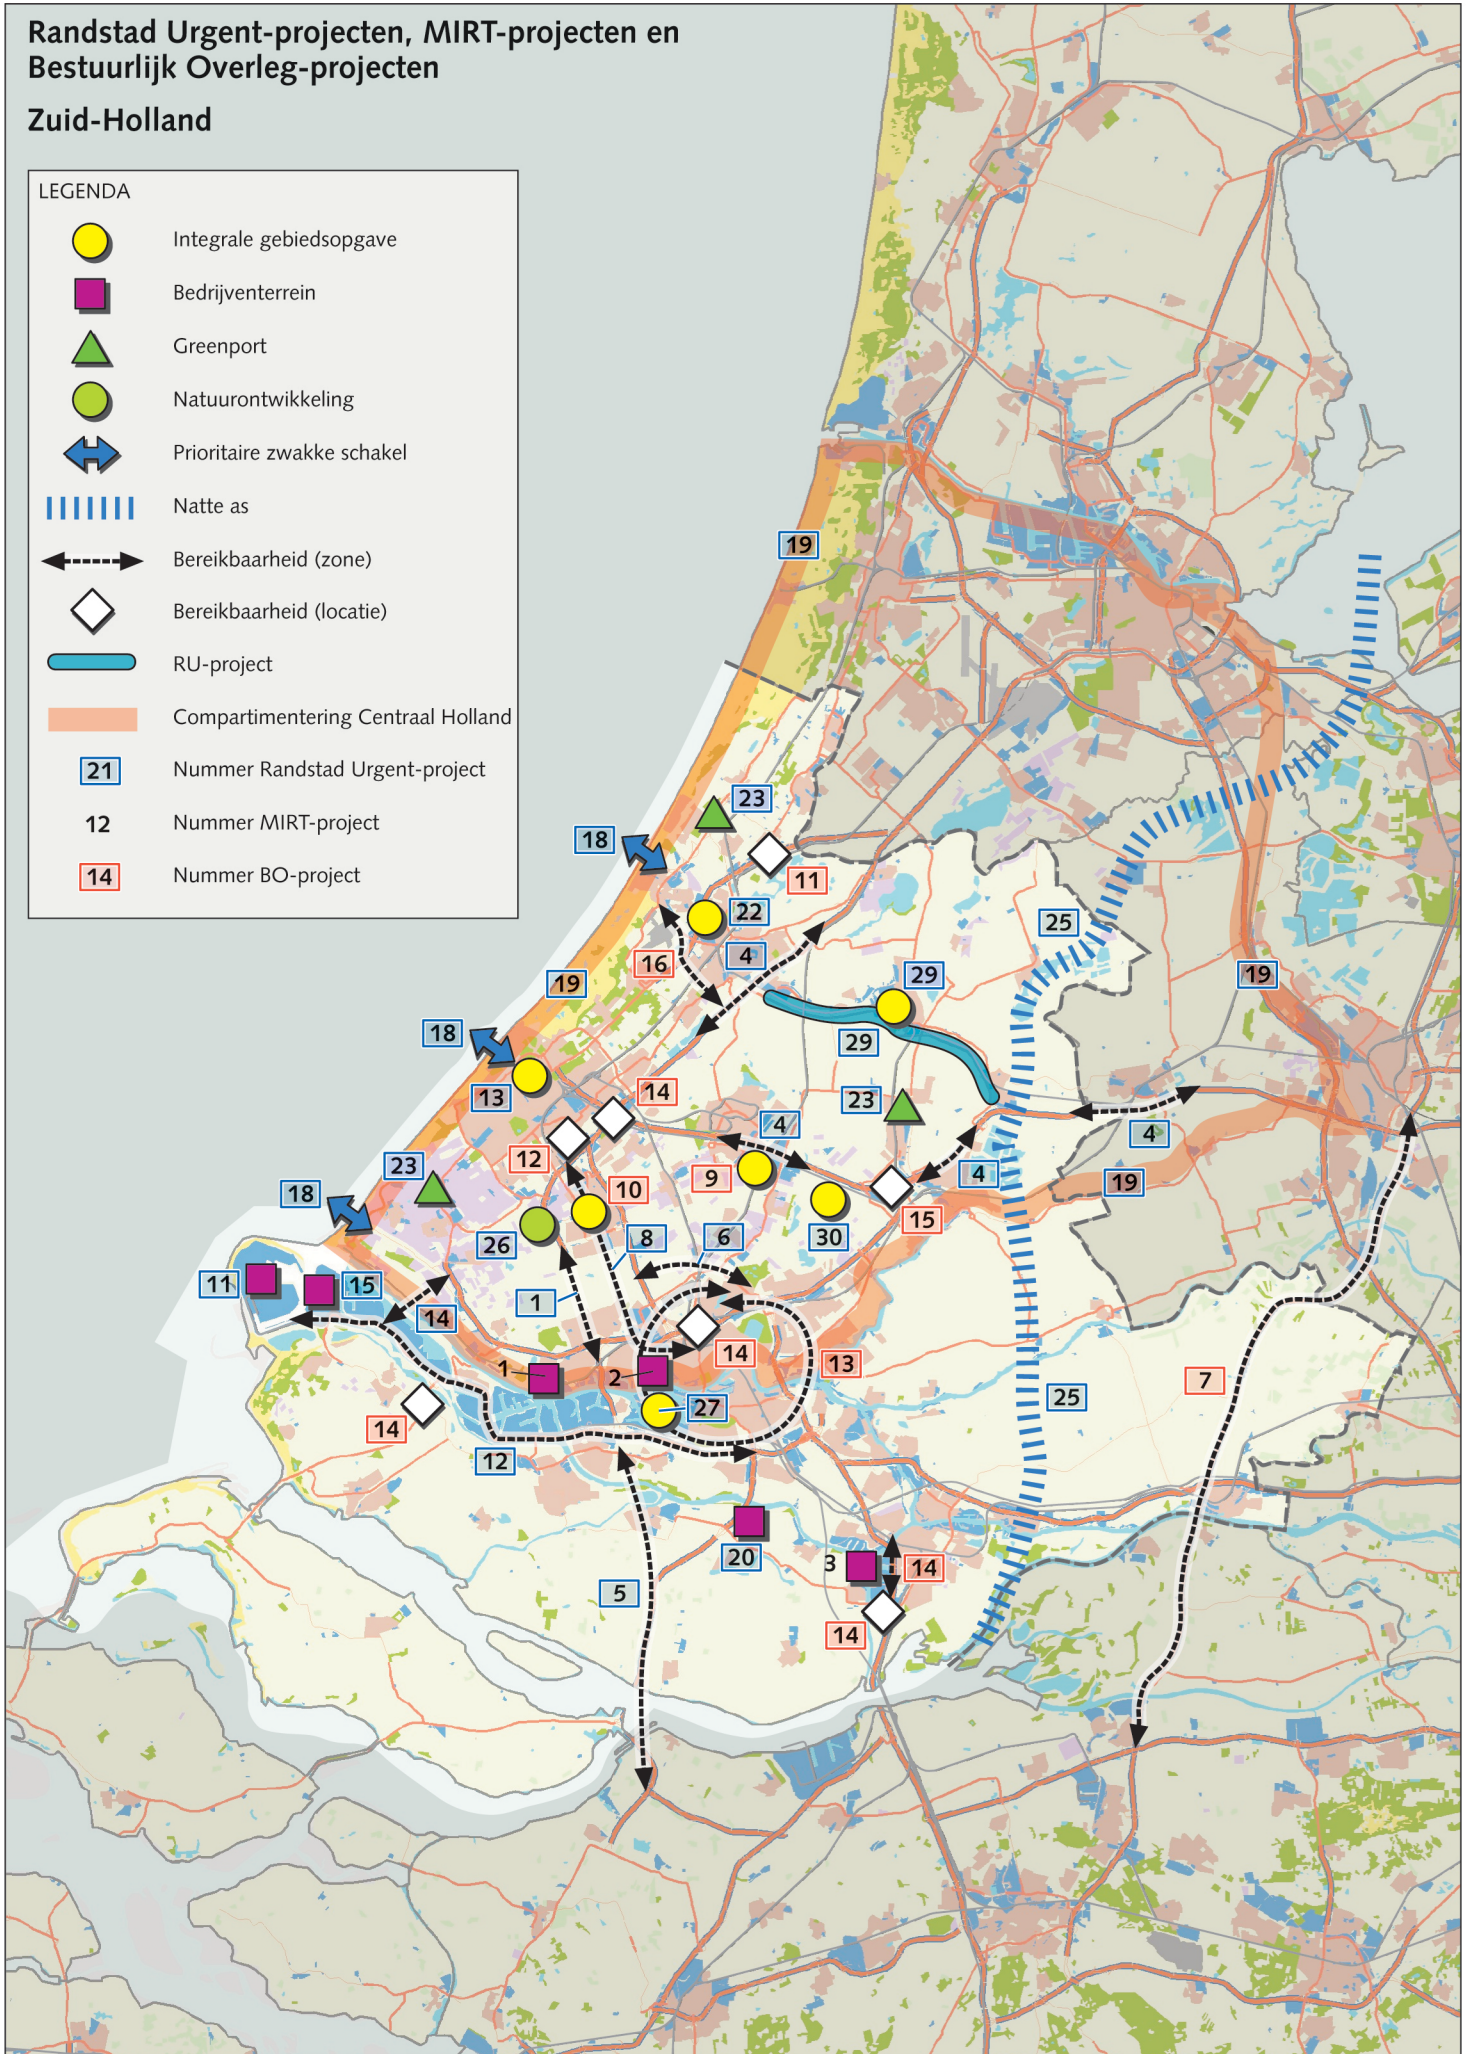 Randstad Urgent-projecten, MIRT-projecten en
Bestuurlijk Overleg-projecten
Zuid-Holland
LEGENDA
Integrale gebiedsopgave
Bedrijventerrein
Greenport
Natuurontwikkeling
Prioritaire zwakke schakel
Natte as
Bereikbaarheid (zone)
Bereikbaarheid (locatie)
RU-project
Compartimentering Centraal Holland
21 Nummer Randstad Urgent-project
12 Nummer MIRT-project
14 Nummer BO-project
19
23
18
11
22
25
4
16
29
19
19
18
29
13
14
23
4
4
12
23
9
4
10
19
18
15
26
8
6
30
11
15
1
14
14
13
1
2
7
25
27
14
12
20
3
14
5
14